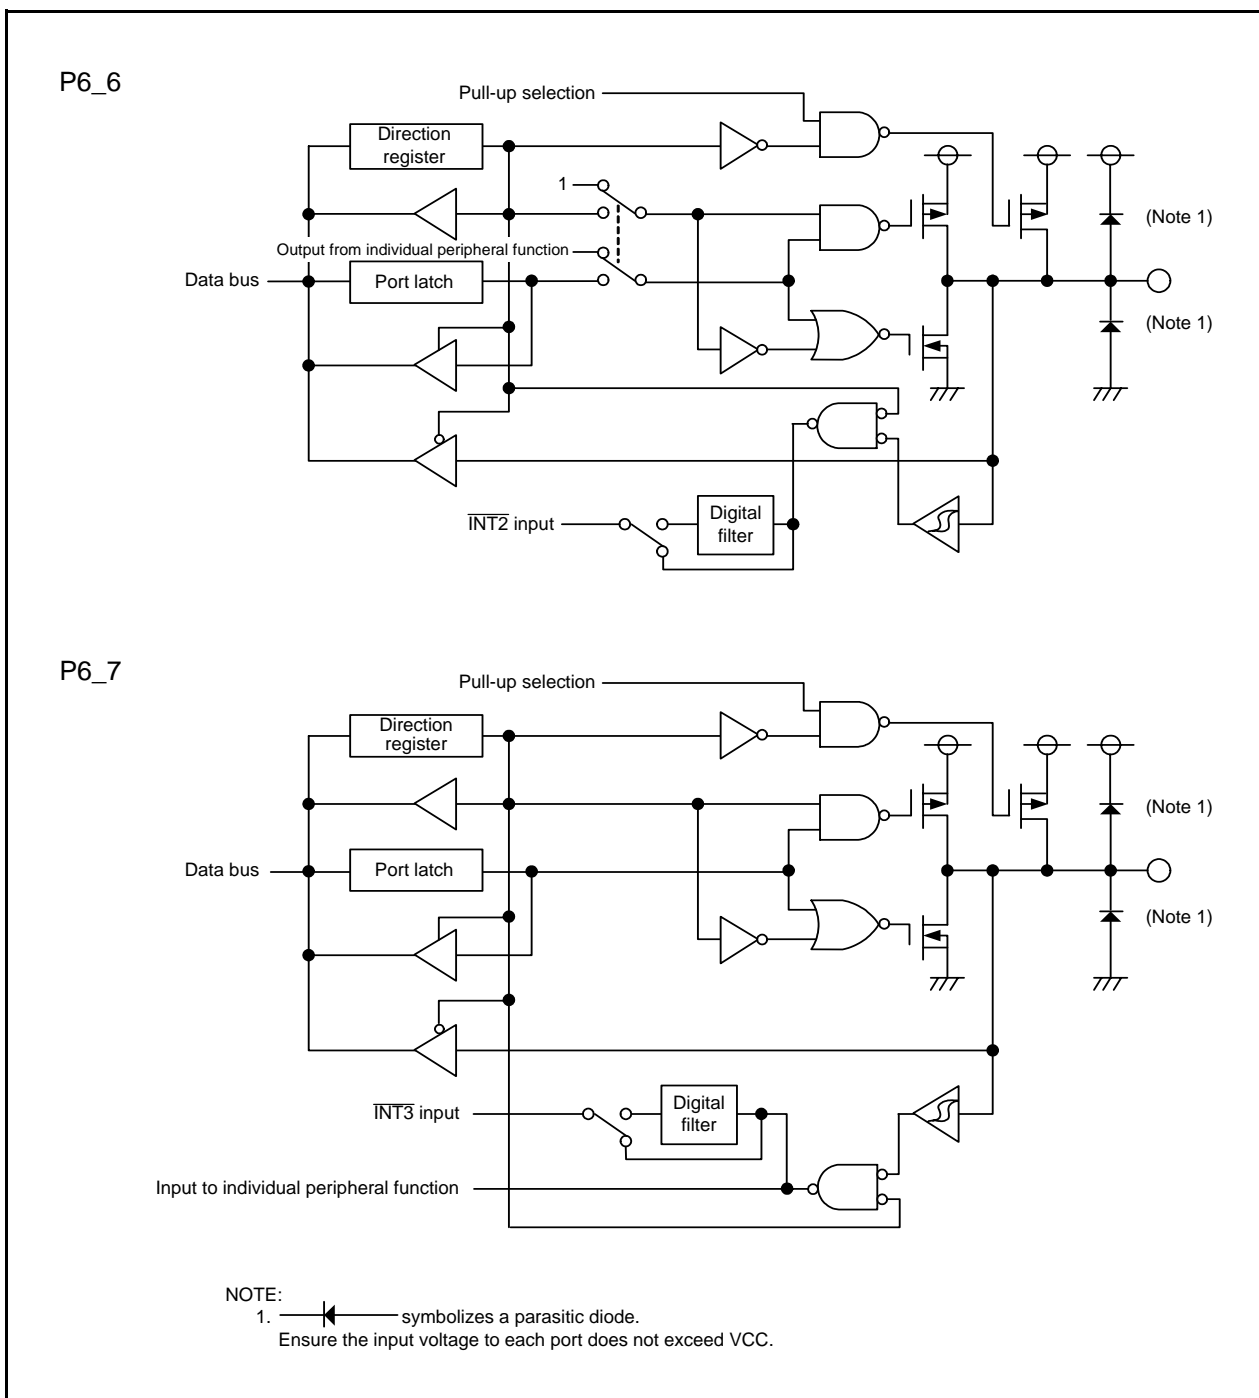 P6_6
Pull-up selection
Direction
register
1
(Note 1)
Output from individual peripheral function
Data bus
Port latch
(Note 1)
INT2 input
Digital
filter
P6_7
Pull-up selection
Direction
register
(Note 1)
Data bus
Port latch
(Note 1)
INT3 input
Digital
filter
Input to individual peripheral function
NOTE:
1. symbolizes a parasitic diode.
Ensure the input voltage to each port does not exceed VCC.